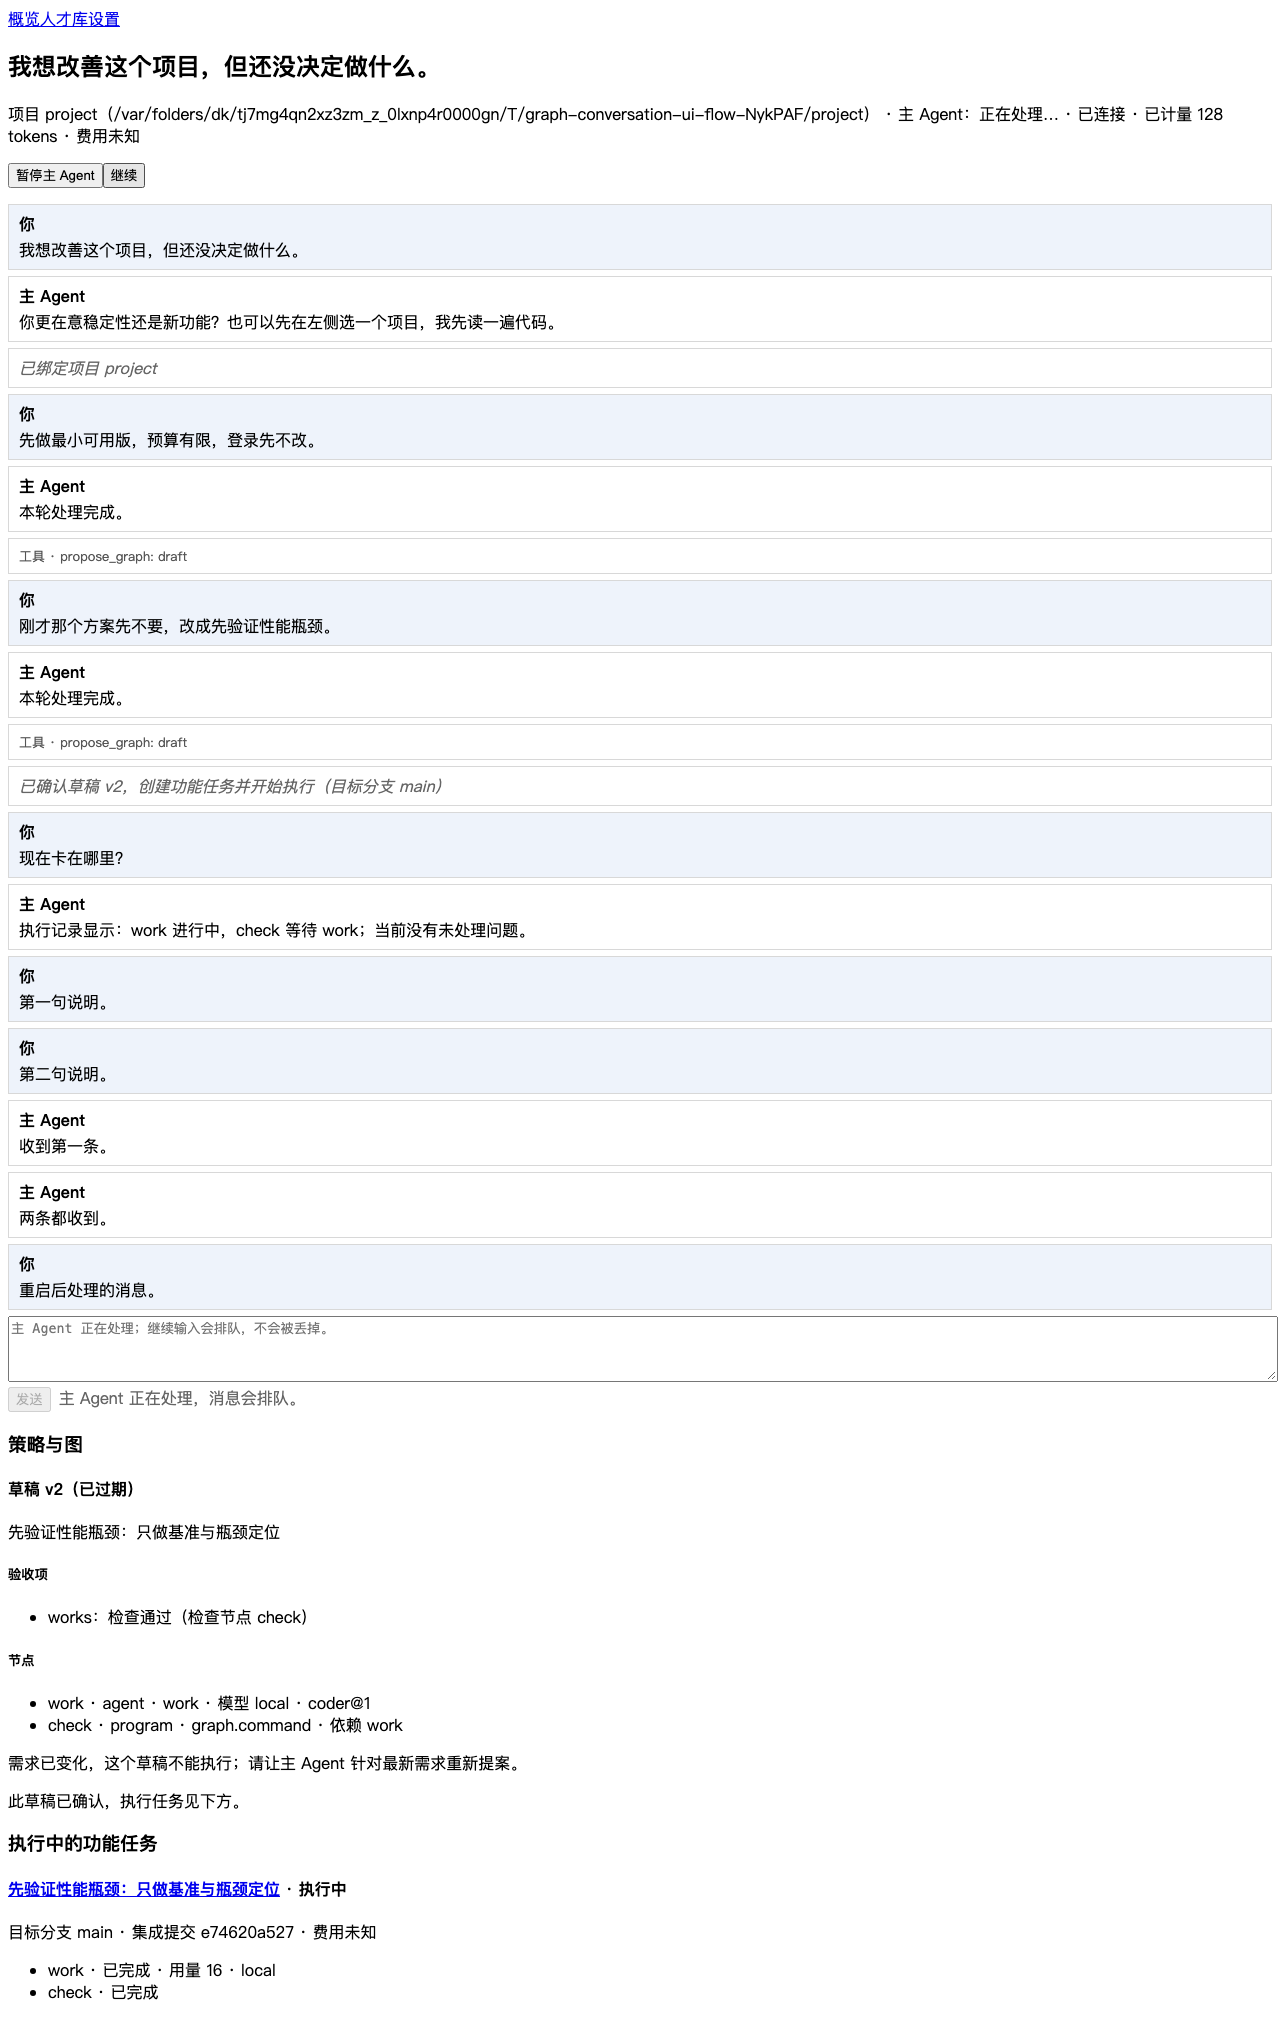 概览人才库设置
我想改善这个项目，但还没决定做什么。
项目 project（/var/folders/dk/tj7mg4qn2xz3zm_z_0lxnp4r0000gn/T/graph-conversation-ui-flow-NykPAF/project） · 主 Agent：正在处理… · 已连接 · 已计量 128
tokens · 费用未知
暂停主 Agent 继续
你
我想改善这个项目，但还没决定做什么。
主 Agent
你更在意稳定性还是新功能？也可以先在左侧选一个项目，我先读一遍代码。
已绑定项目 project
你
先做最小可用版，预算有限，登录先不改。
主 Agent
本轮处理完成。
工具 · propose_graph: draft
你
刚才那个方案先不要，改成先验证性能瓶颈。
主 Agent
本轮处理完成。
工具 · propose_graph: draft
已确认草稿 v2，创建功能任务并开始执行（目标分支 main）
你
现在卡在哪里？
主 Agent
执行记录显示：work 进行中，check 等待 work；当前没有未处理问题。
你
第一句说明。
你
第二句说明。
主 Agent
收到第一条。
主 Agent
两条都收到。
你
重启后处理的消息。
主 Agent 正在处理；继续输入会排队，不会被丢掉。
发送 主 Agent 正在处理，消息会排队。
策略与图
草稿 v2（已过期）
先验证性能瓶颈：只做基准与瓶颈定位
验收项
works：检查通过（检查节点 check）
节点
work · agent · work · 模型 local · coder@1
check · program · graph.command · 依赖 work
需求已变化，这个草稿不能执行；请让主 Agent 针对最新需求重新提案。
此草稿已确认，执行任务见下方。
执行中的功能任务
先验证性能瓶颈：只做基准与瓶颈定位 · 执行中
目标分支 main · 集成提交 e74620a527 · 费用未知
work · 已完成 · 用量 16 · local
check · 已完成